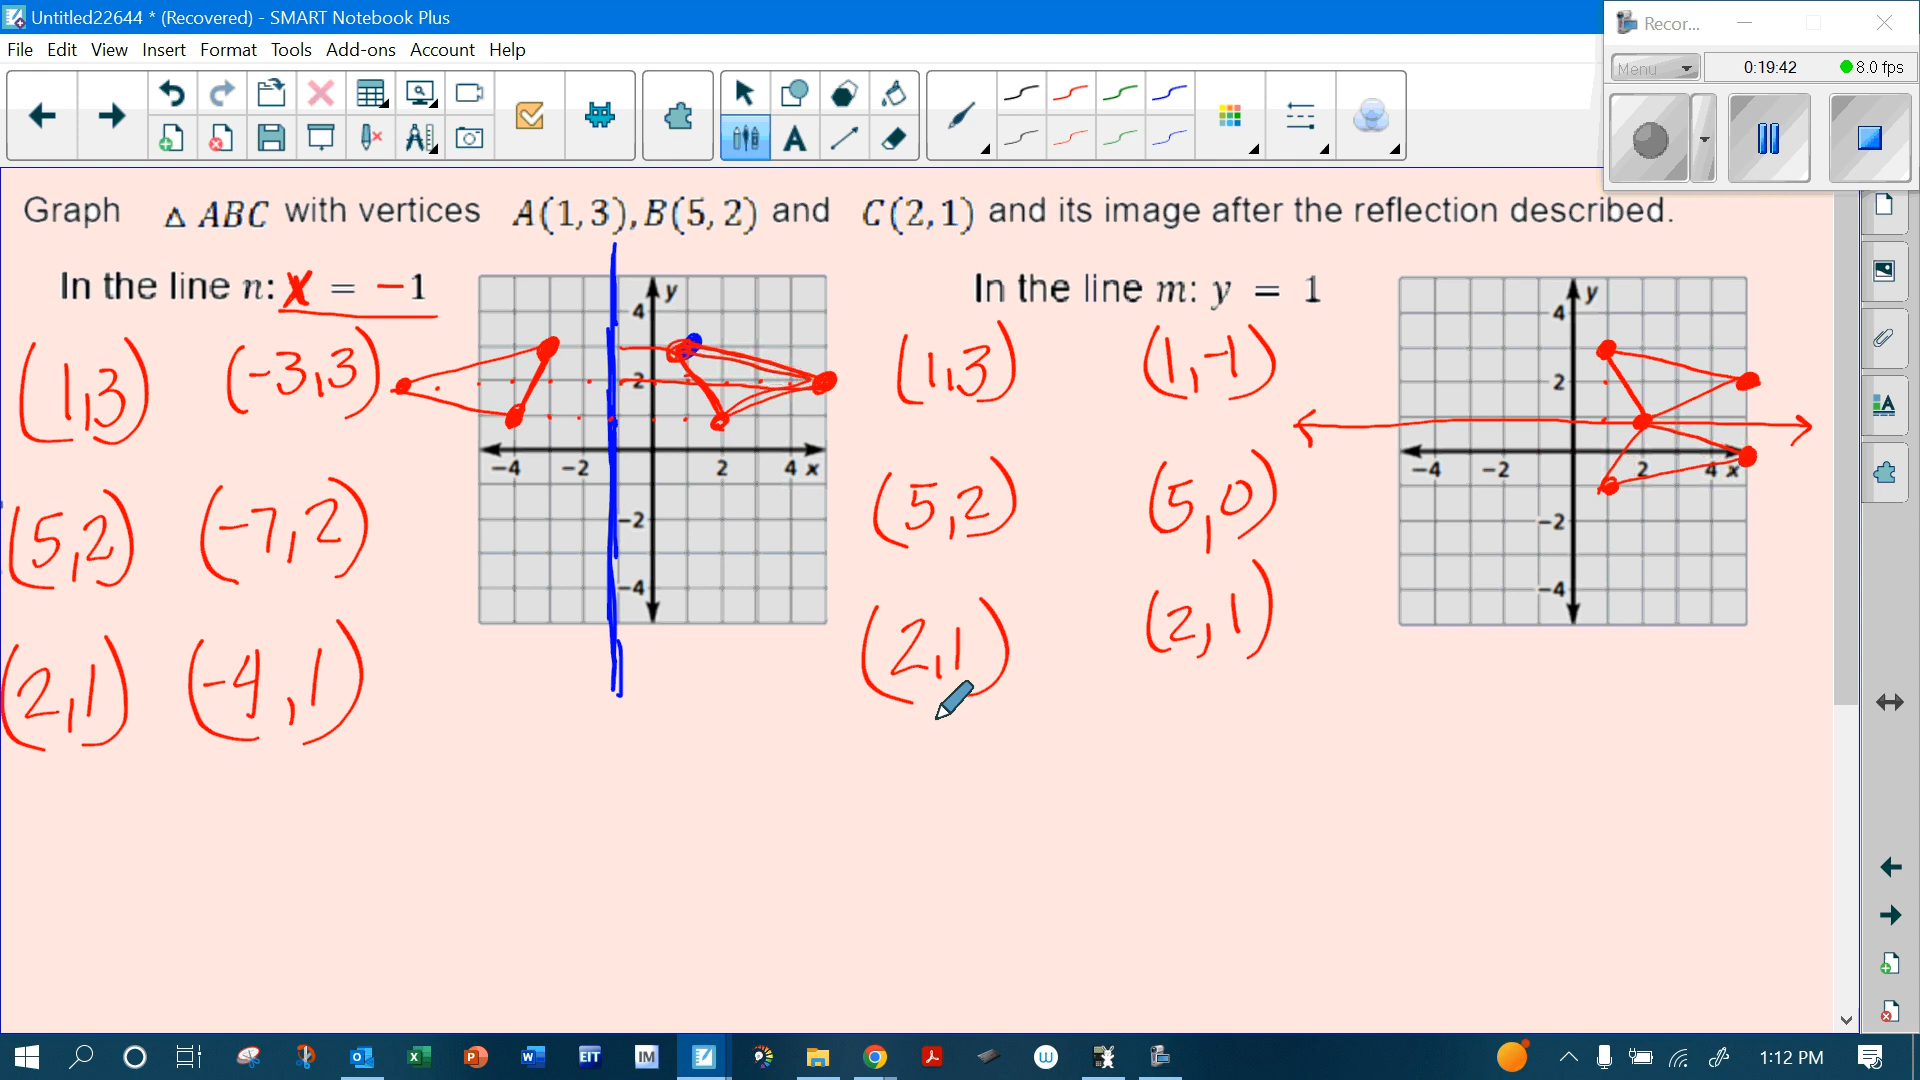 Untitled22644 * (Recovered) - SMART Notebook Plus
Recor...
File Edit View Insert Format Tools Add-ons Account Help
Menu
0:19:42
8.0 fps
Graph △ ABC with vertices A(1,3), B(5,2) and C(2,1) and its image after the reflection described.
In the line n: x = -1
In the line m: y = 1
(1,3) (-3,3)
(5,2) (-7,2)
(2,1) (-4,1)
y
4
2
-4 -2 2 4 x
-2
-4
(1,3) (1,-1)
(5,2) (5,0)
(2,1) (2,1)
y
4
2
-4 -2 2 4 x
-2
-4
EIT
IM
1:12 PM